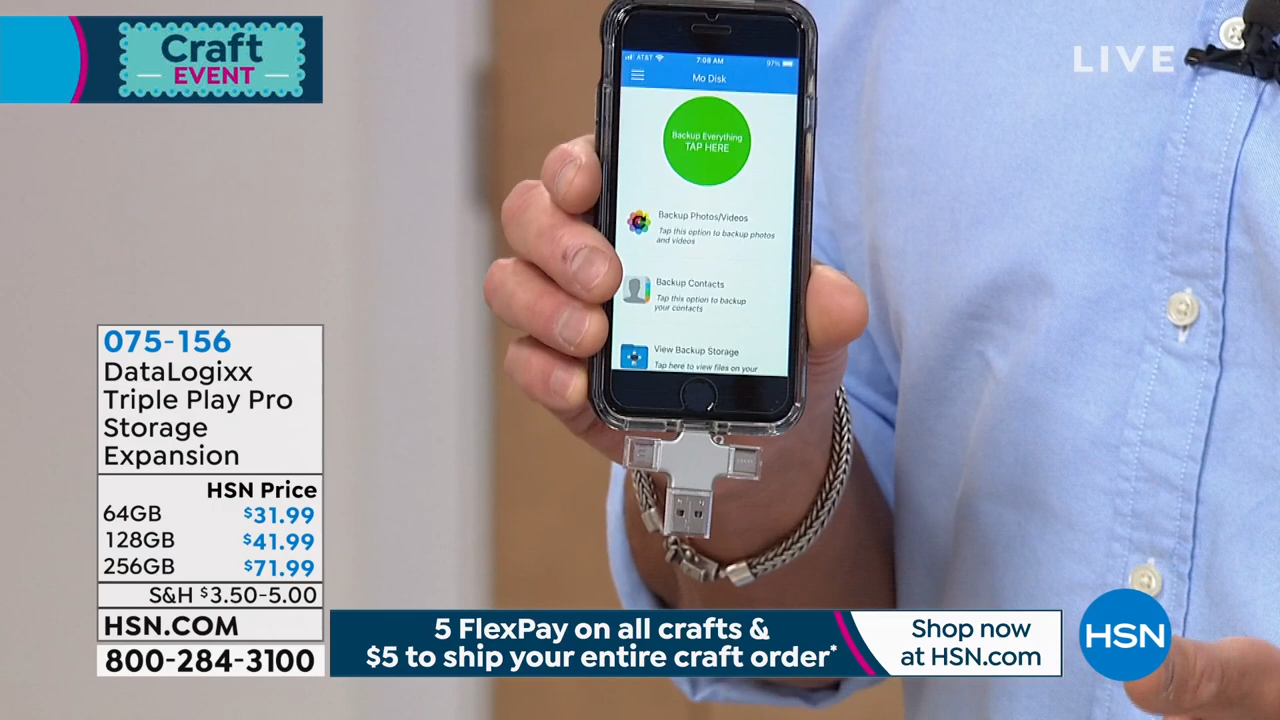 Craft
EVENT
LIVE
AT&T
7:08 AM
97%
Mo Disk
Backup Everything
TAP HERE
Backup Photos/Videos
Tap this option to backup photos
and videos
Backup Contacts
Tap this option to backup
your contacts
View Backup Storage
Tap here to view files on your
075-156
DataLogixx
Triple Play Pro
Storage
Expansion
HSN Price
64GB $31.99
128GB $41.99
256GB $71.99
S&H $3.50-5.00
HSN.COM
800-284-3100
5 FlexPay on all crafts &
$5 to ship your entire craft order*
Shop now
at HSN.com
HSN